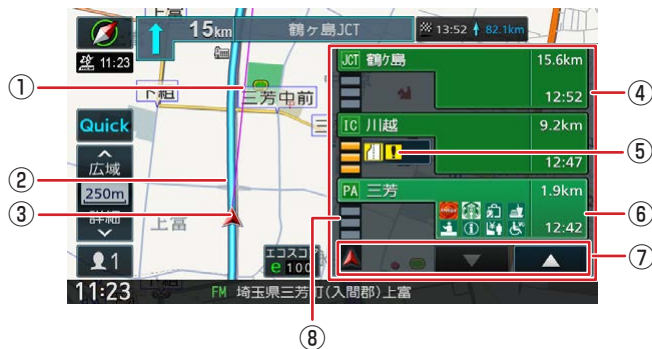 上富
15km 鶴ヶ島JCT 13:52 82.1km
11:23
JCT 鶴ヶ島 15.6km
12:52
① ④
下組 三芳中前
Quick
IC 川越 9.2km
⑤
12:47
広域
② 250m
詳細
PA 三芳 1.9km
⑥
12:42
③ 上富
エコスコア
e 100
⑦
1
11:23 FM 埼玉県三芳町(入間郡)上富
⑧